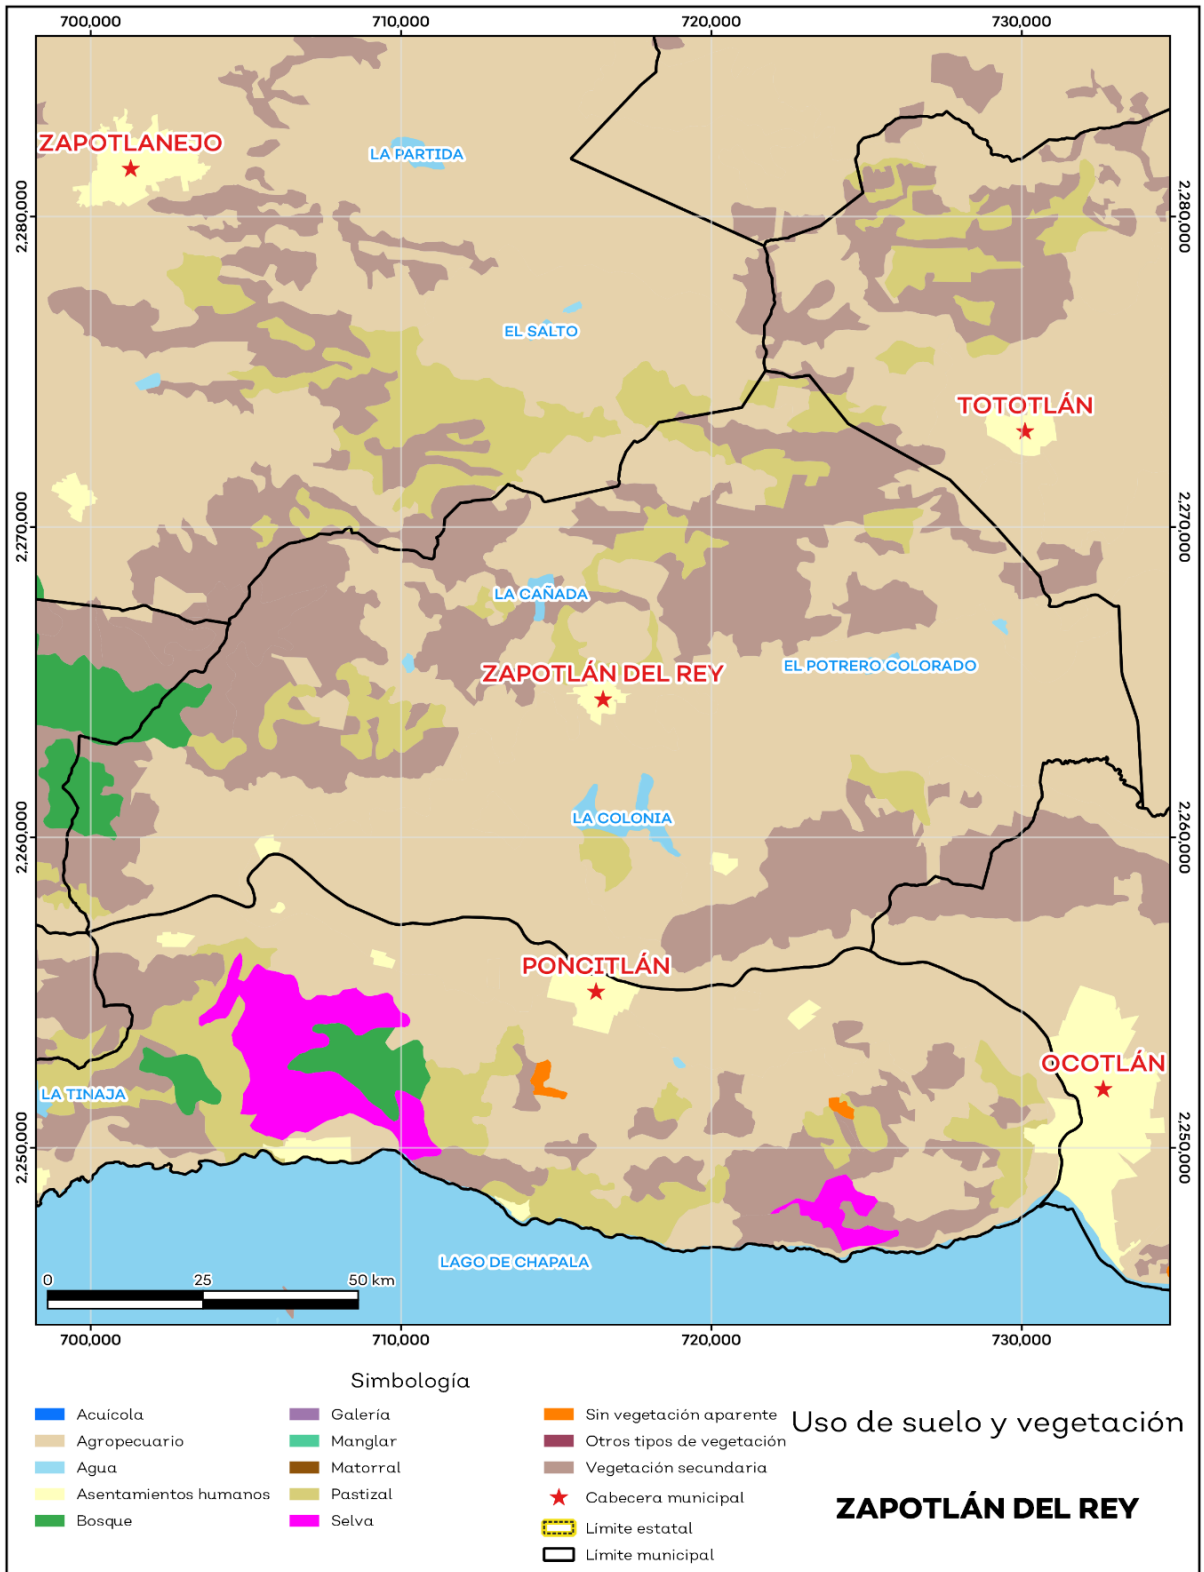 700,000 710,000 720,000 730,000
ZAPOTLANEJO
LA PARTIDA
2,280,000 2,280,000
EL SALTO
TOTOTLÁN
2,270,000 2,270,000
LA CAÑADA
ZAPOTLÁN DEL REY
EL POTRERO COLORADO
LA COLONIA
2,260,000 2,260,000
PONCITLÁN
OCOTLÁN
LA TINAJA
2,250,000 2,250,000
LAGO DE CHAPALA
0 25 50 km
700,000 710,000 720,000 730,000
Simbología
Acuícola
Agropecuario
Agua
Asentamientos humanos
Bosque
Galería
Manglar
Matorral
Pastizal
Selva
Sin vegetación aparente
Otros tipos de vegetación
Vegetación secundaria
Cabecera municipal
Límite estatal
Límite municipal
Uso de suelo y vegetación
ZAPOTLÁN DEL REY